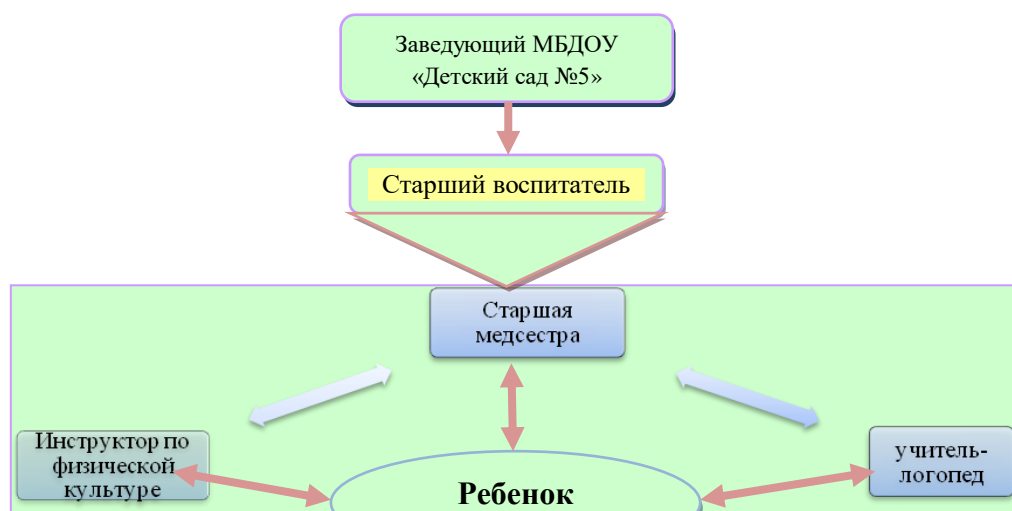 Заведующий МБДОУ
«Детский сад №5»
Старший воспитатель
Старшая
медсестра
Инструктор по
физической
культуре
учитель-
логопед
Ребенок